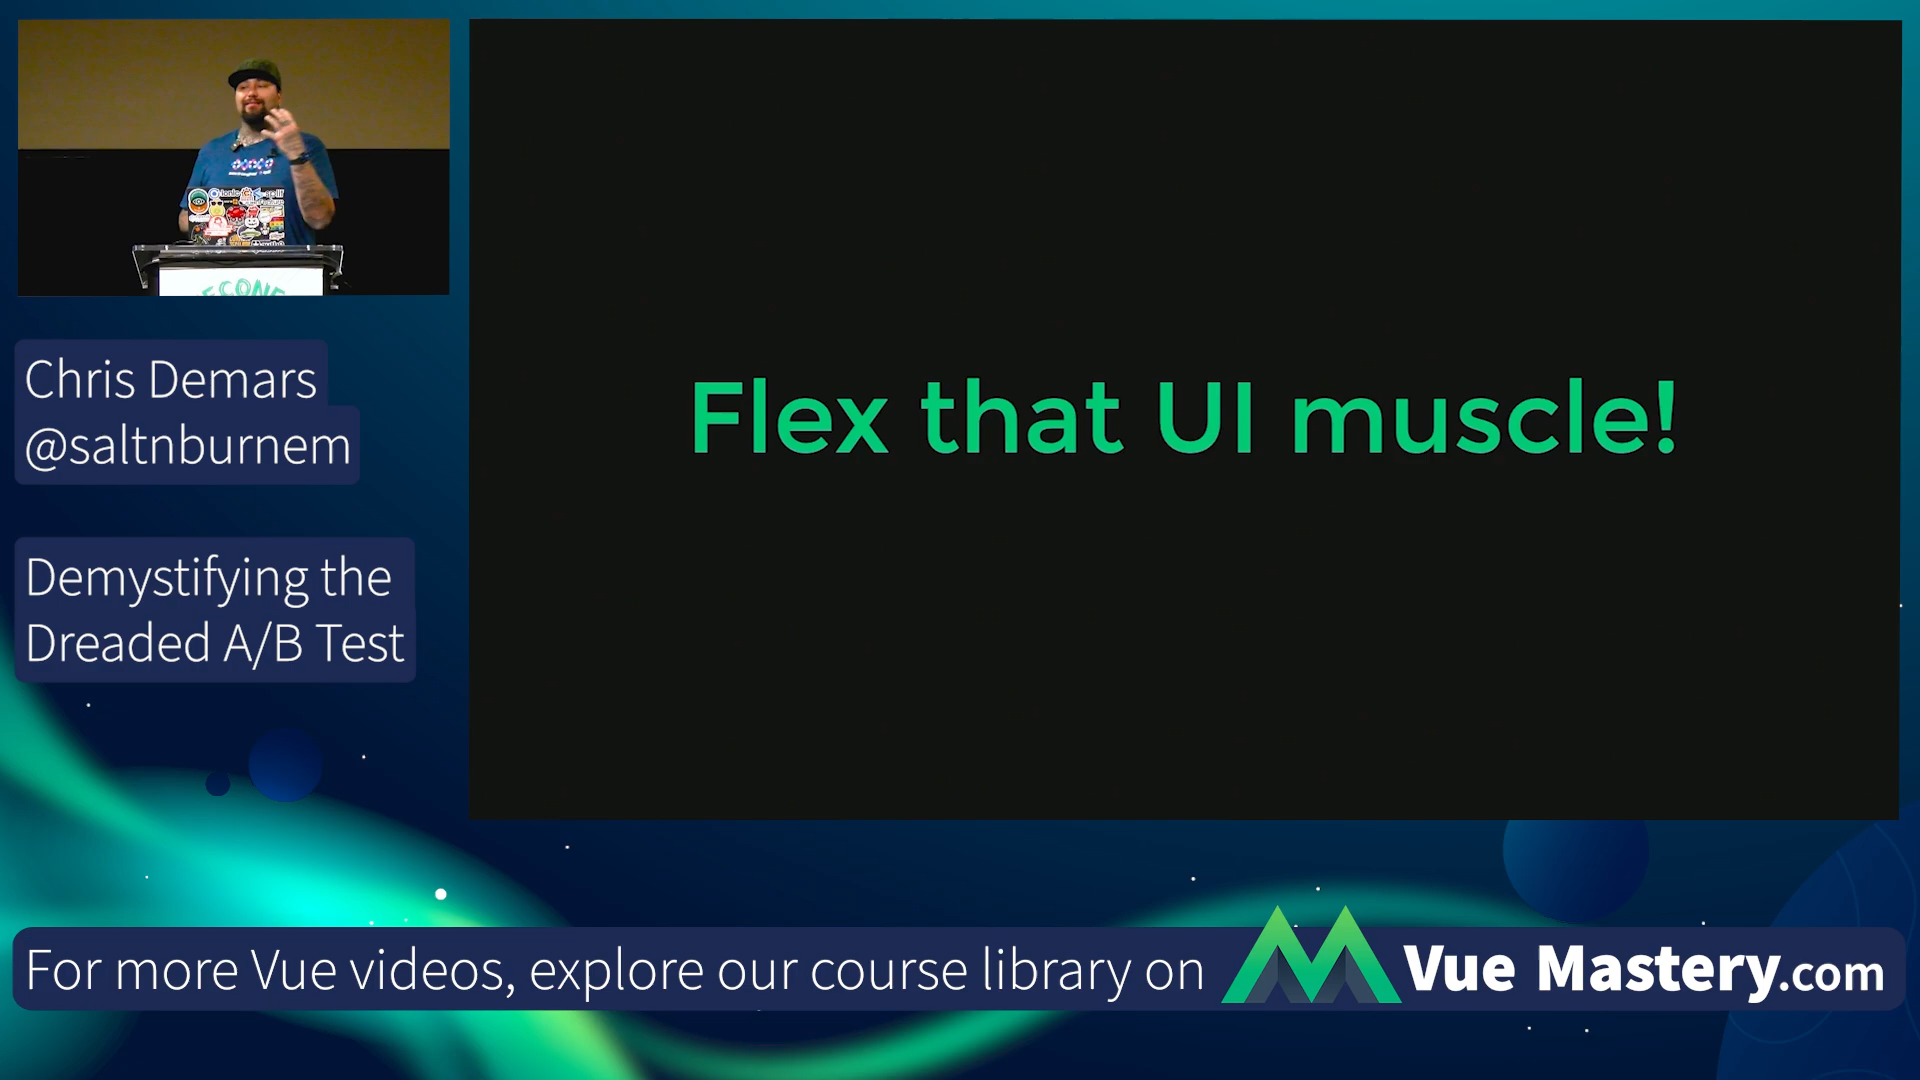 Chris Demars
@saltnburnem
Demystifying the
Dreaded A/B Test
Flex that UI muscle!
For more Vue videos, explore our course library on
Vue Mastery.com